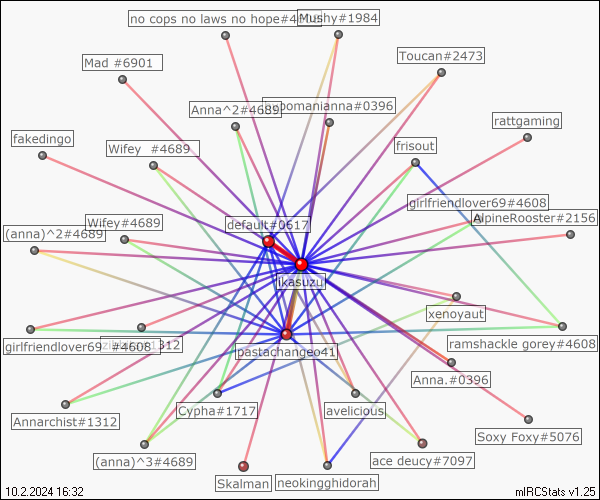 no cops no laws no hope#4
Mushy#1984
Toucan#2473
Mad #6901
Anna^2#4689
omanianna#0396
rattgaming
fakedingo
Wifey #4689
frisout
girlfriendlover69#4608
Wifey#4689
default#0617
AlpineRooster#2156
(anna)^2#4689
ikasuzu
xenoyaut
girlfriendlover69 #4608
1312
pastachangeo41
ramshackle gorey#4608
Anna.#0396
Annarchist#1312
Cypha#1717
avelicious
Soxy Foxy#5076
(anna)^3#4689
ace deucy#7097
Skalman
neokingghidorah
10.2.2024 16:32
mIRCStats v1.25